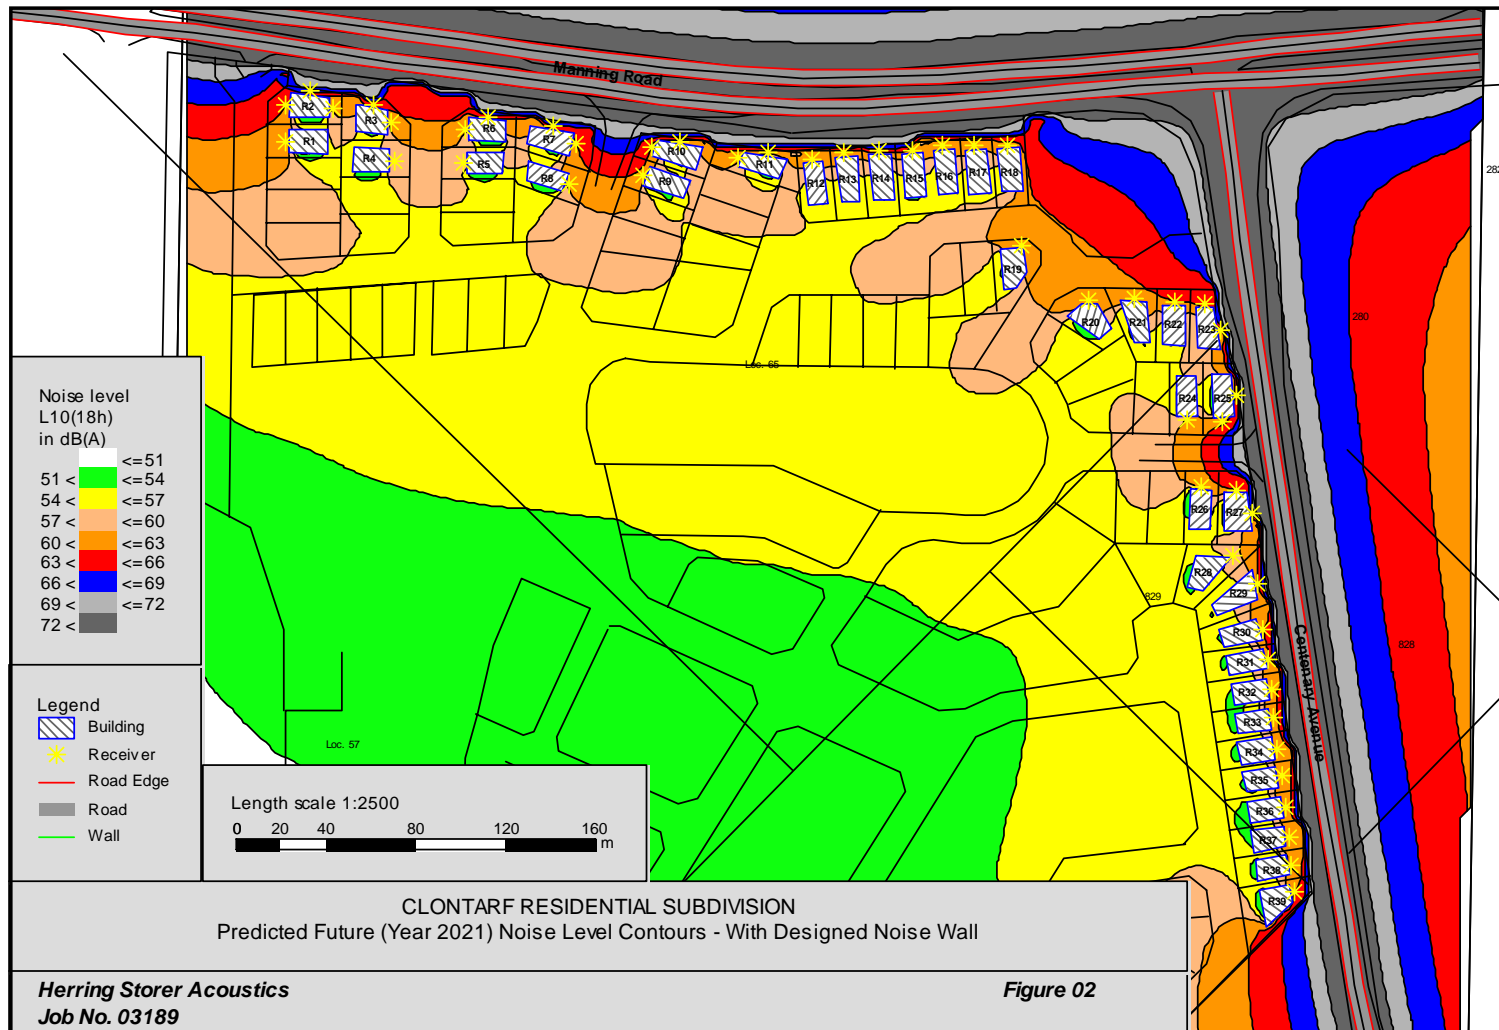 Manning Road
282
R2
R3
R1
R4
R6
R5
R7
R8
R10
R9
R11
R12
R13
R14
R15
R16
R17
R18
R19
R20
R21
R22
R23
280
Loc. 65
R24
R25
R26
R27
R28
R29
829
R30
R31
R32
R33
R34
R35
R36
R37
R38
R39
Centenary Avenue
828
Loc. 57
Noise level
L10(18h)
in dB(A)
<=51
51 < <=54
54 < <=57
57 < <=60
60 < <=63
63 < <=66
66 < <=69
69 < <=72
72 <
Legend
Building
Receiver
Road Edge
Road
Wall
Length scale 1:2500
0 20 40 80 120 160
m
CLONTARF RESIDENTIAL SUBDIVISION
Predicted Future (Year 2021) Noise Level Contours - With Designed Noise Wall
Herring Storer Acoustics
Job No. 03189
Figure 02